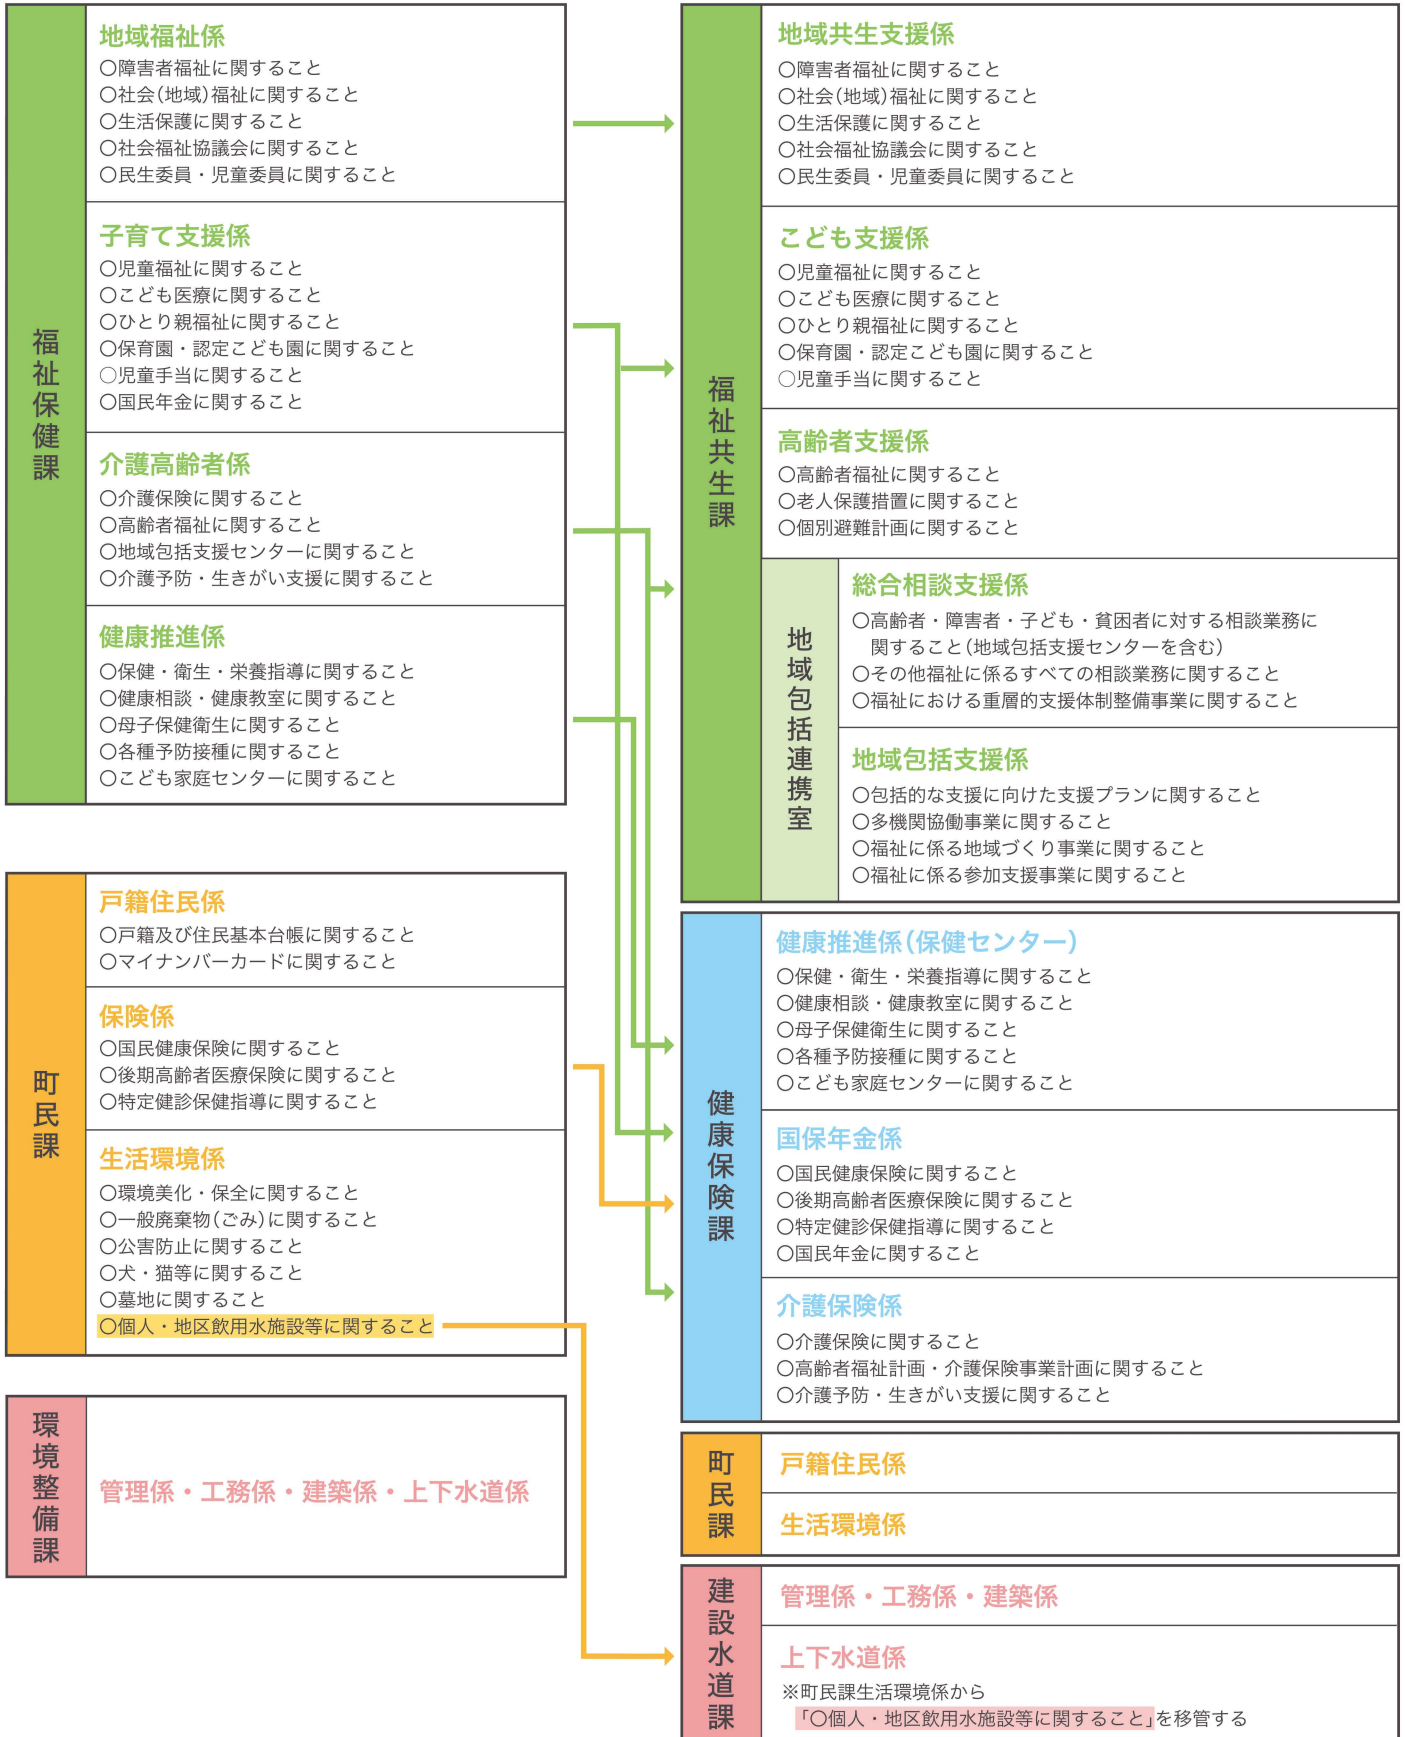 福祉保健課
地域福祉係
○障害者福祉に関すること
○社会(地域)福祉に関すること
○生活保護に関すること
○社会福祉協議会に関すること
○民生委員・児童委員に関すること
子育て支援係
○児童福祉に関すること
○こども医療に関すること
○ひとり親福祉に関すること
○保育園・認定こども園に関すること
○児童手当に関すること
○国民年金に関すること
介護高齢者係
○介護保険に関すること
○高齢者福祉に関すること
○地域包括支援センターに関すること
○介護予防・生きがい支援に関すること
健康推進係
○保健・衛生・栄養指導に関すること
○健康相談・健康教室に関すること
○母子保健衛生に関すること
○各種予防接種に関すること
○こども家庭センターに関すること
町民課
戸籍住民係
○戸籍及び住民基本台帳に関すること
○マイナンバーカードに関すること
保険係
○国民健康保険に関すること
○後期高齢者医療保険に関すること
○特定健診保健指導に関すること
生活環境係
○環境美化・保全に関すること
○一般廃棄物(ごみ)に関すること
○公害防止に関すること
○犬・猫等に関すること
○墓地に関すること
○個人・地区飲用水施設等に関すること
環境整備課
管理係・工務係・建築係・上下水道係
福祉共生課
地域共生支援係
○障害者福祉に関すること
○社会(地域)福祉に関すること
○生活保護に関すること
○社会福祉協議会に関すること
○民生委員・児童委員に関すること
こども支援係
○児童福祉に関すること
○こども医療に関すること
○ひとり親福祉に関すること
○保育園・認定こども園に関すること
○児童手当に関すること
高齢者支援係
○高齢者福祉に関すること
○老人保護措置に関すること
○個別避難計画に関すること
地域包括連携室
総合相談支援係
○高齢者・障害者・子ども・貧困者に対する相談業務に
関すること(地域包括支援センターを含む)
○その他福祉に係るすべての相談業務に関すること
○福祉における重層的支援体制整備事業に関すること
地域包括支援係
○包括的な支援に向けた支援プランに関すること
○多機関協働事業に関すること
○福祉に係る地域づくり事業に関すること
○福祉に係る参加支援事業に関すること
健康保険課
健康推進係(保健センター)
○保健・衛生・栄養指導に関すること
○健康相談・健康教室に関すること
○母子保健衛生に関すること
○各種予防接種に関すること
○こども家庭センターに関すること
国保年金係
○国民健康保険に関すること
○後期高齢者医療保険に関すること
○特定健診保健指導に関すること
○国民年金に関すること
介護保険係
○介護保険に関すること
○高齢者福祉計画・介護保険事業計画に関すること
○介護予防・生きがい支援に関すること
町民課
戸籍住民係
生活環境係
建設水道課
管理係・工務係・建築係
上下水道係
※町民課生活環境係から
「○個人・地区飲用水施設等に関すること」を移管する